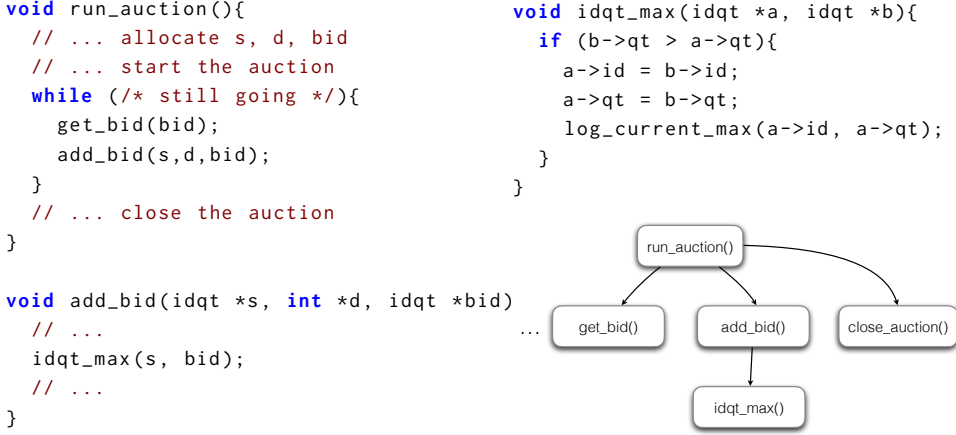 void run_auction(){
  // ... allocate s, d, bid
  // ... start the auction
  while (/* still going */){
    get_bid(bid);
    add_bid(s,d,bid);
  }
  // ... close the auction
}
void add_bid(idqt *s, int *d, idqt *bid)
  // ...
  idqt_max(s, bid);
  // ...
}
void idqt_max(idqt *a, idqt *b){
  if (b->qt > a->qt){
    a->id = b->id;
    a->qt = b->qt;
    log_current_max(a->id, a->qt);
  }
}
run_auction()
... get_bid() add_bid() close_auction()
idqt_max()